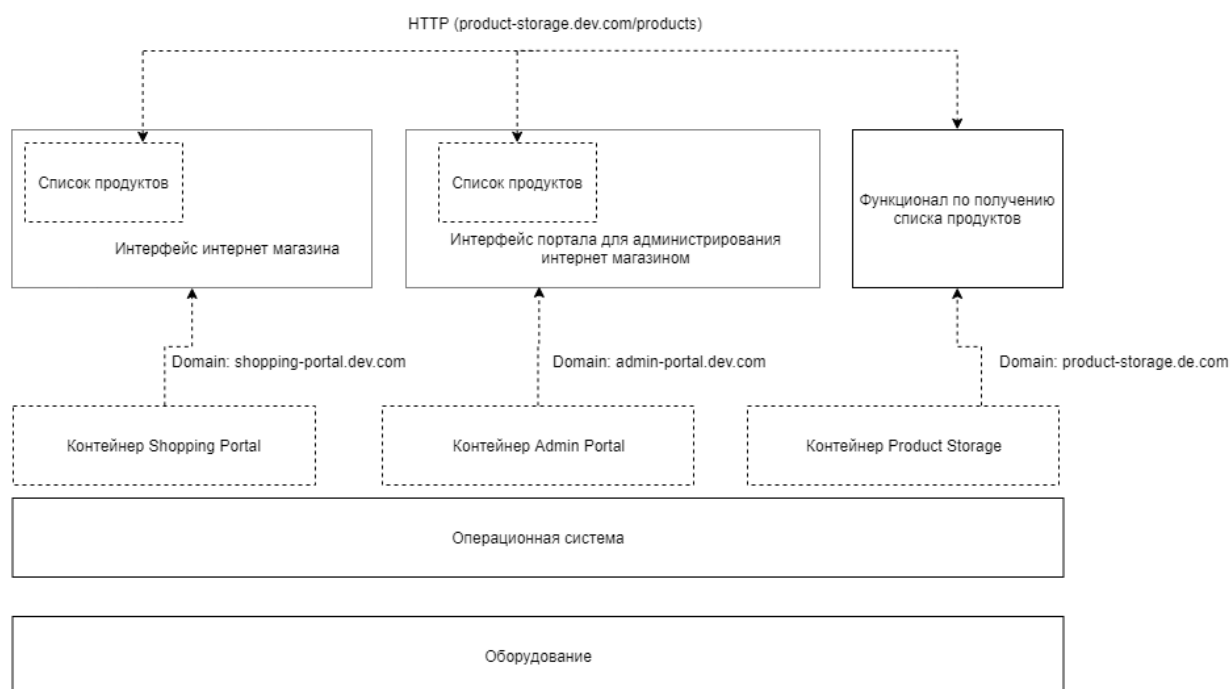 HTTP (product-storage.dev.com/products)
Список продуктов
Список продуктов
Функционал по получению
списка продуктов
Интерфейс интернет магазина
Интерфейс портала для администрирования
интернет магазином
Domain: shopping-portal.dev.com
Domain: admin-portal.dev.com
Domain: product-storage.de.com
Контейнер Shopping Portal
Контейнер Admin Portal
Контейнер Product Storage
Операционная система
Оборудование